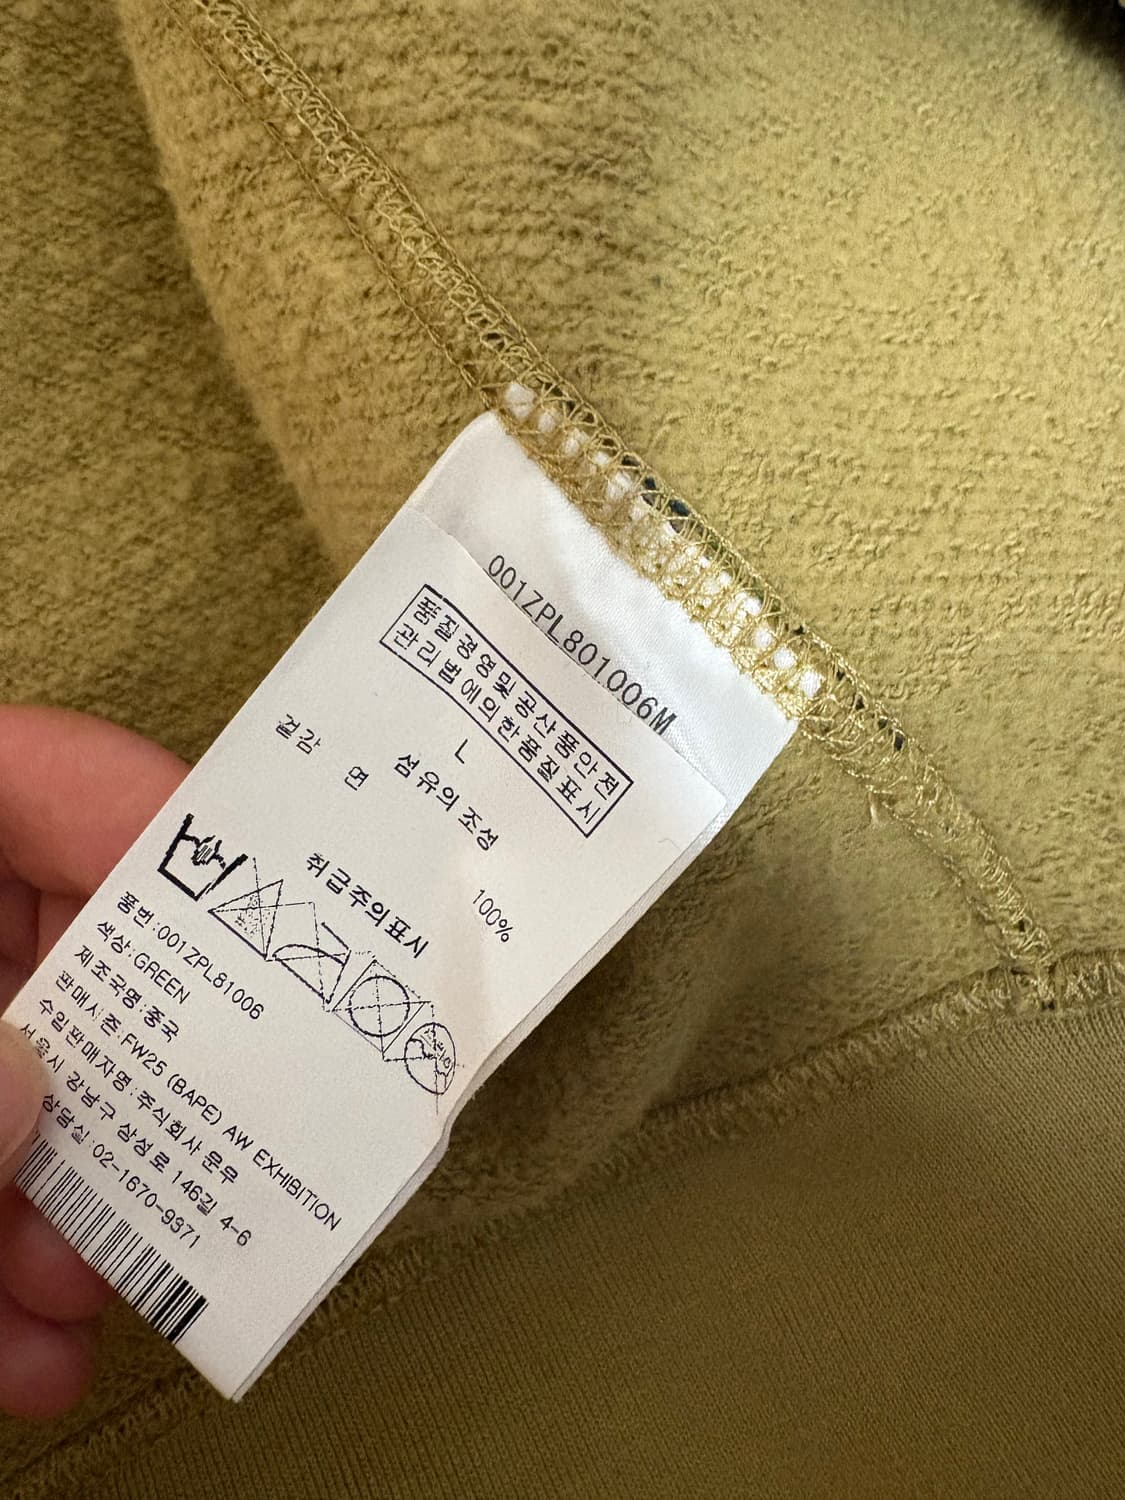 001ZPL801006M
품질경영및공산품안전
관리법에의한품질표시
L
섬유의 조성
겉감 면 100%
취급주의표시
품번:001ZPL81006
색상:GREEN
제조국명:중국
판매시즌:FW25 (BAPE) AW EXHIBITION
수입판매자명:주식회사 문무
서울시 강남구 삼성로 146길 4-6
상담실:02-1670-9371